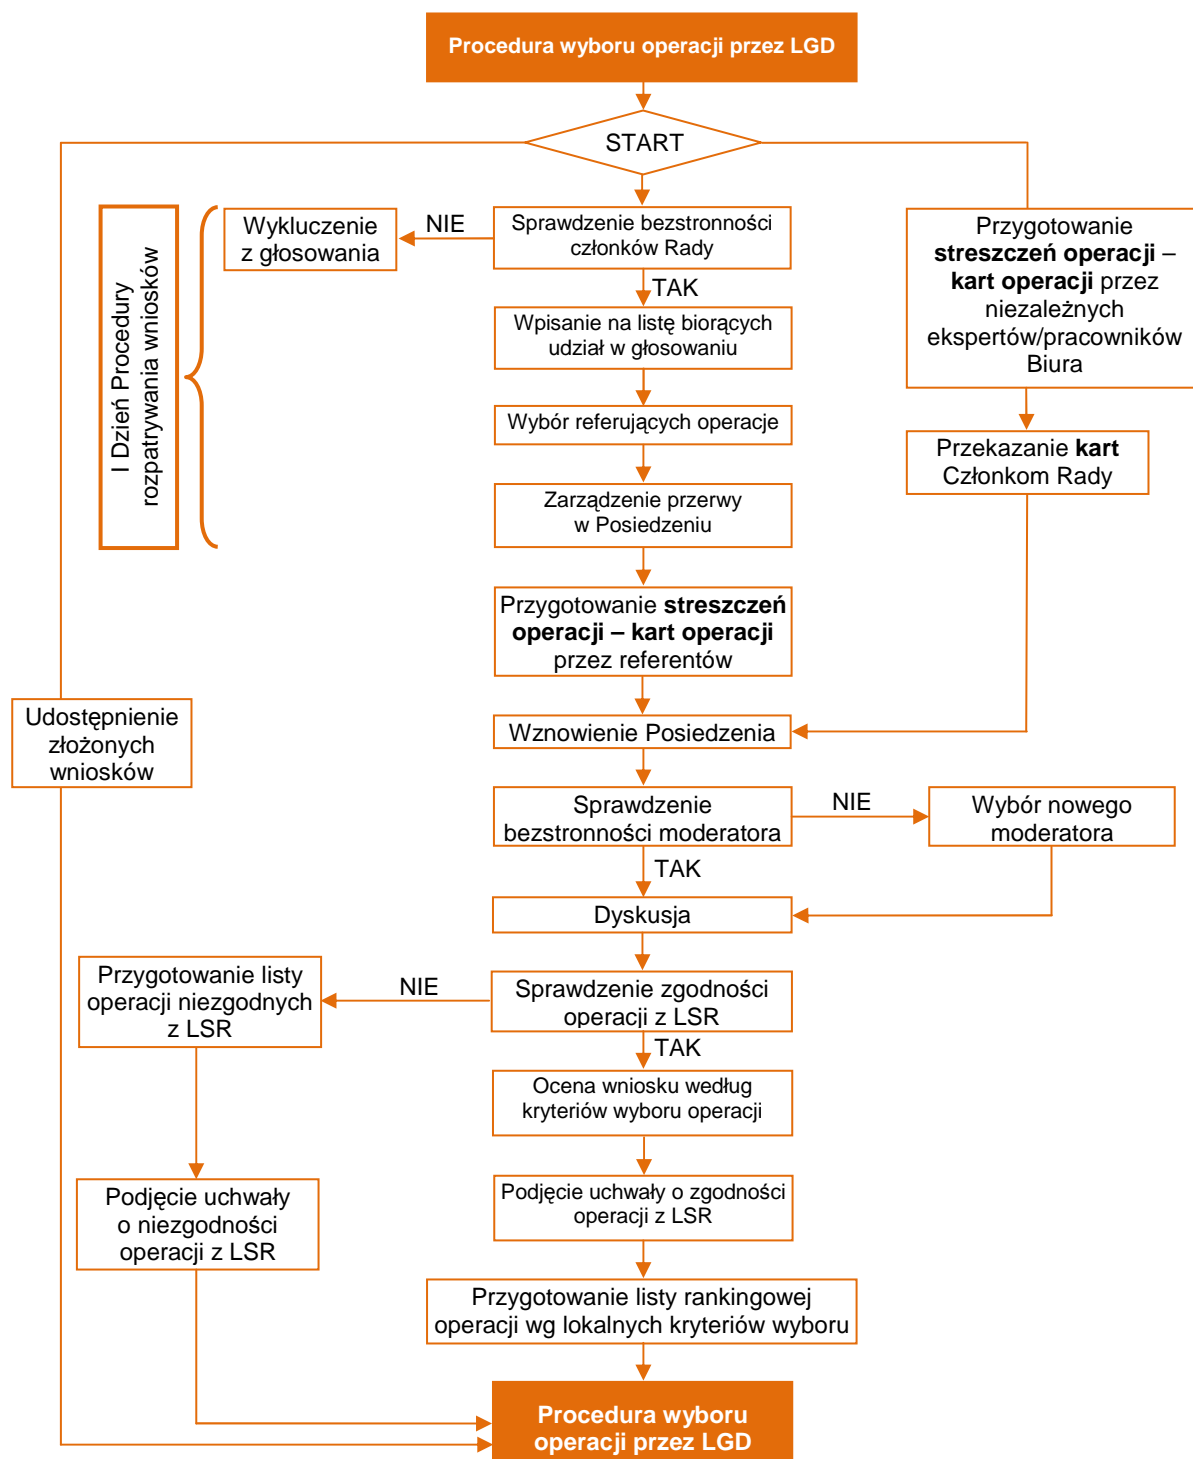 Procedura wyboru operacji przez LGD
START
I Dzień Procedury
rozpatrywania wniosków
Wykluczenie
z głosowania
NIE
Sprawdzenie bezstronności
członków Rady
TAK
Wpisanie na listę biorących
udział w głosowaniu
Wybór referujących operacje
Zarządzenie przerwy
w Posiedzeniu
Przygotowanie streszczeń
operacji – kart operacji
przez referentów
Przygotowanie
streszczeń operacji –
kart operacji przez
niezależnych
ekspertów/pracowników
Biura
Przekazanie kart
Członkom Rady
Udostępnienie
złożonych
wniosków
Wznowienie Posiedzenia
Sprawdzenie
bezstronności moderatora
NIE
Wybór nowego
moderatora
TAK
Dyskusja
Przygotowanie listy
operacji niezgodnych
z LSR
NIE
Sprawdzenie zgodności
operacji z LSR
TAK
Ocena wniosku według
kryteriów wyboru operacji
Podjęcie uchwały
o niezgodności
operacji z LSR
Podjęcie uchwały o zgodności
operacji z LSR
Przygotowanie listy rankingowej
operacji wg lokalnych kryteriów wyboru
Procedura wyboru
operacji przez LGD